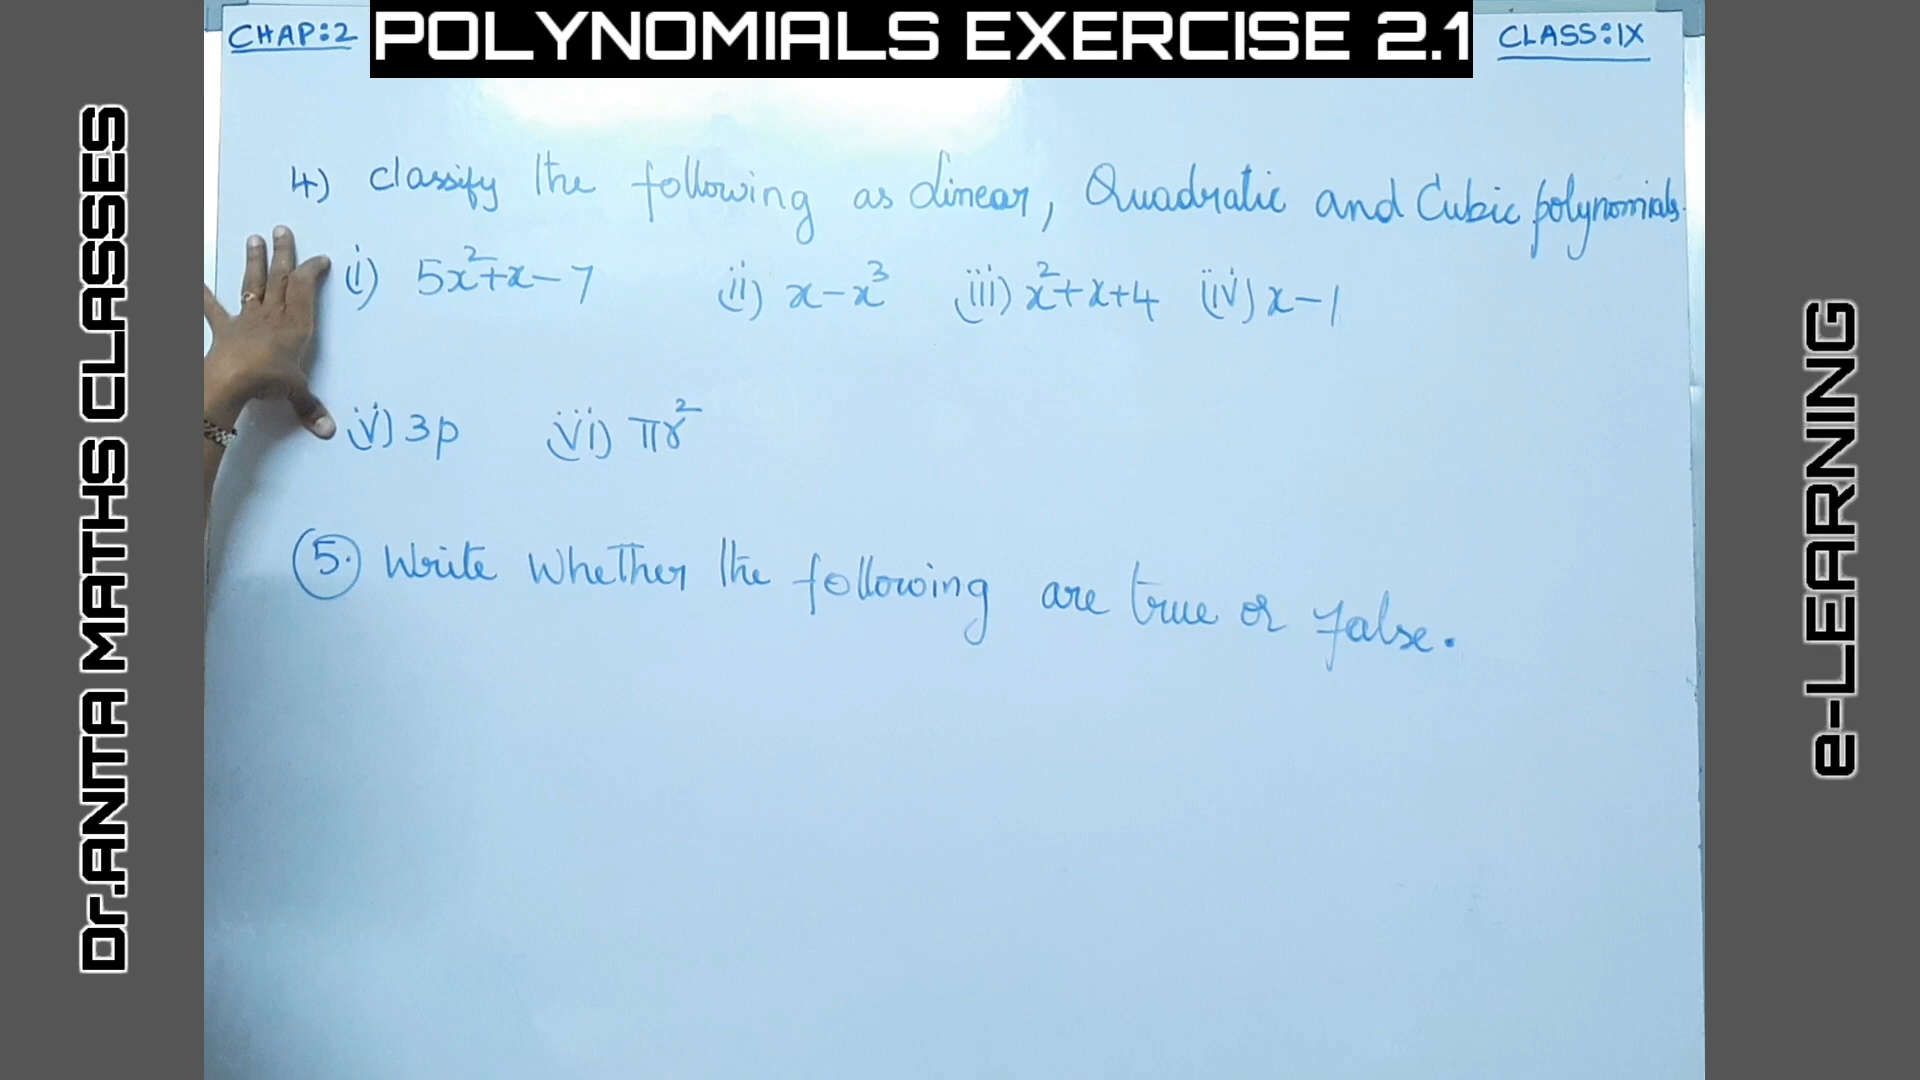 CHAP:2 POLYNOMIALS EXERCISE 2.1 CLASS:IX
4) Classify the following as Linear, Quadratic and Cubic polynomials.
(i) 5x²+x-7 (ii) x-x³ (iii) x²+x+4 (iv) x-1
(v) 3p (vi) πr²
5. Write whether the following are true or false.
Dr.ANITA MATHS CLASSES
e-LEARNING